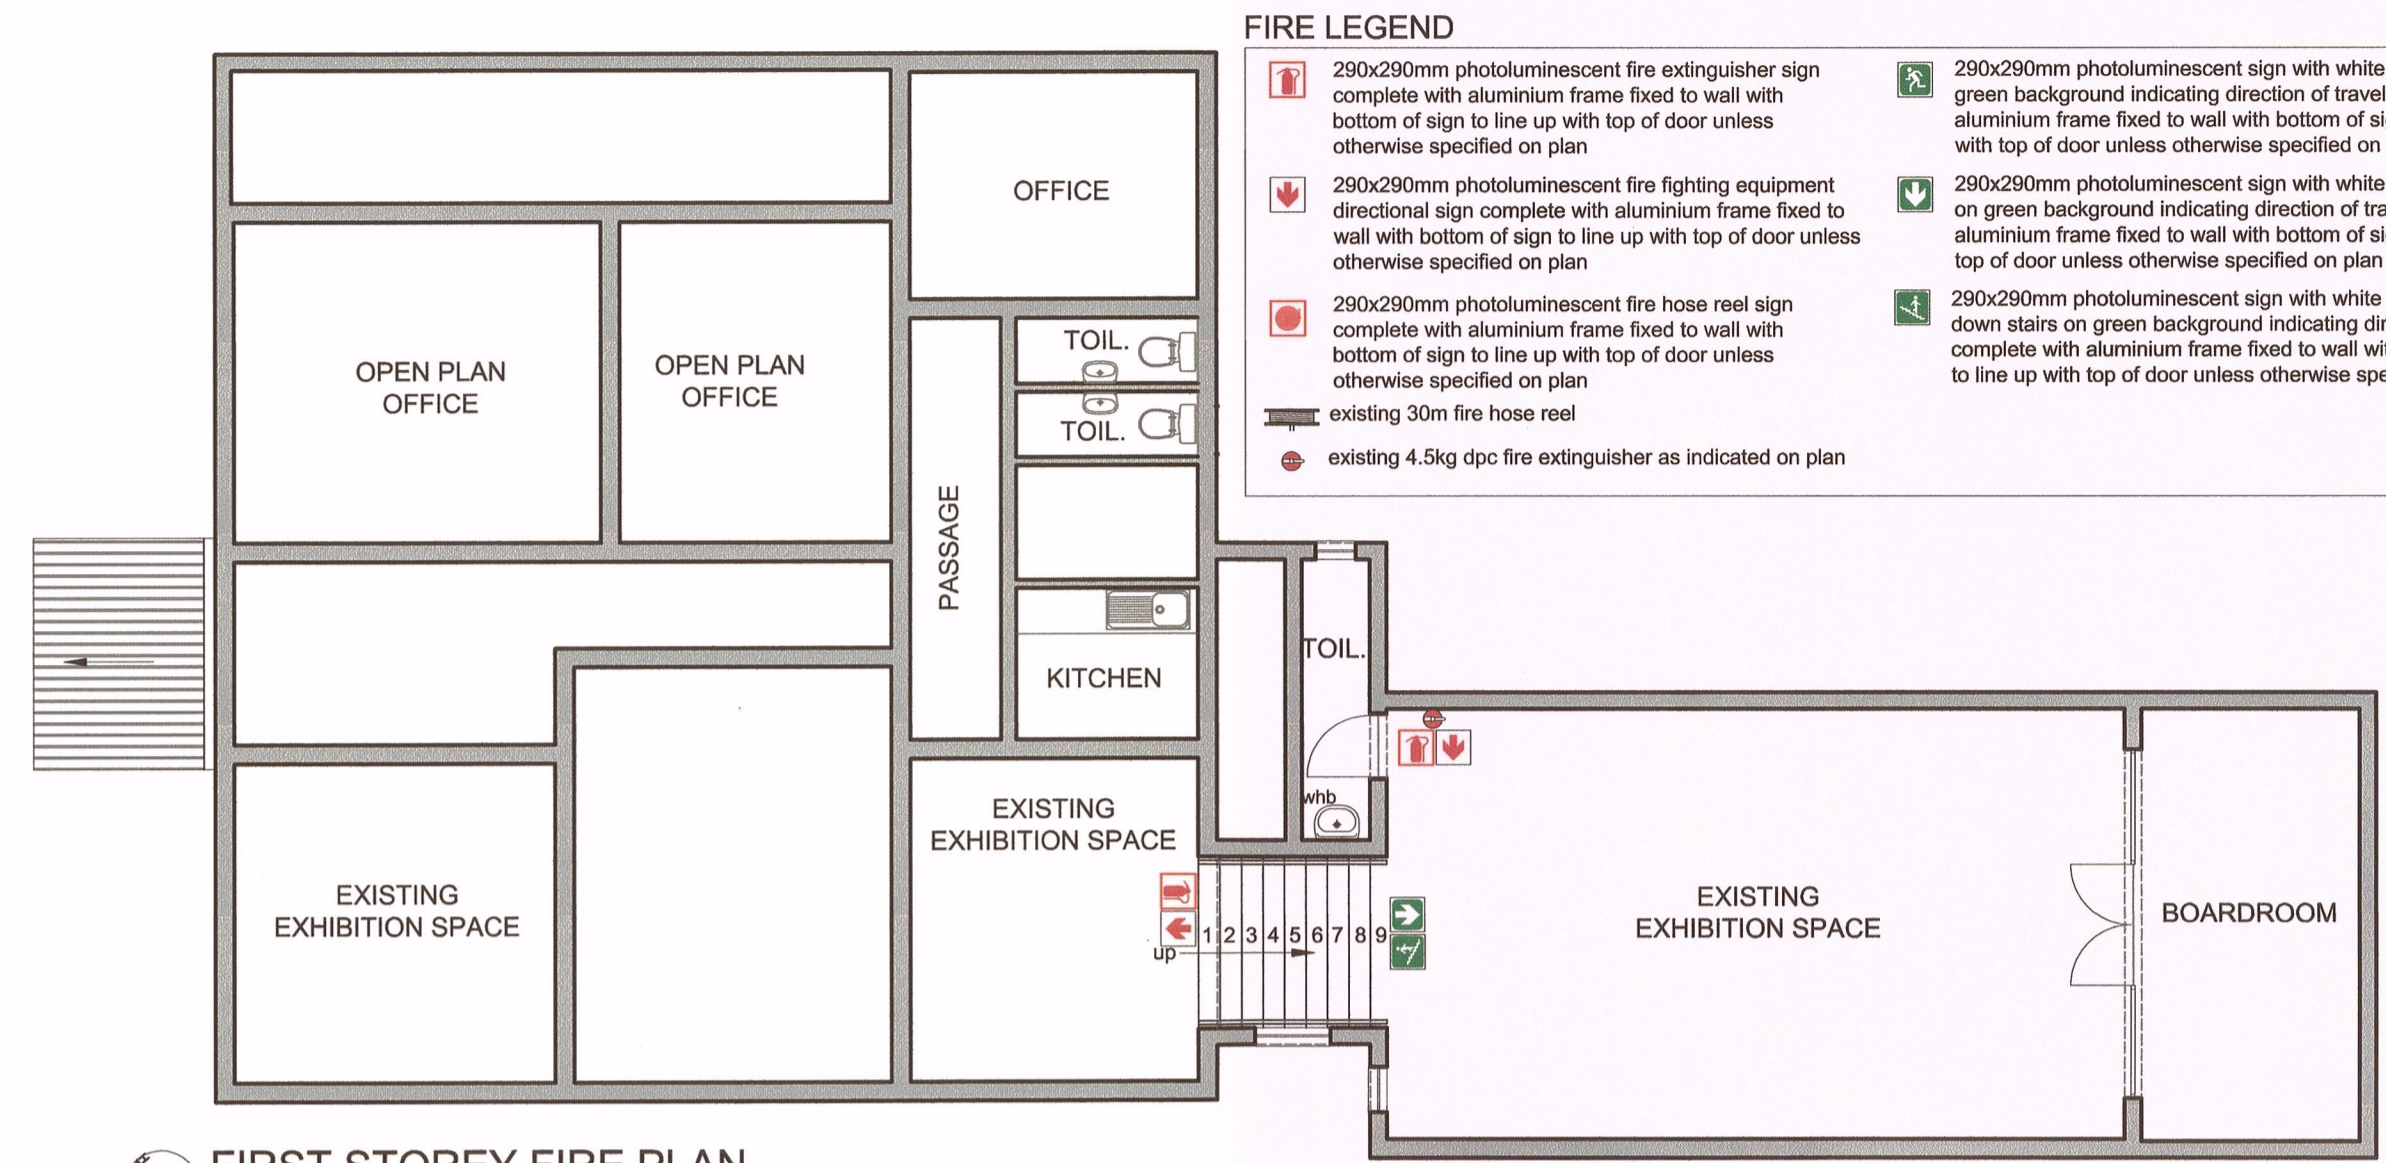 FIRE LEGEND
290x290mm photoluminescent fire extinguisher sign
complete with aluminium frame fixed to wall with
bottom of sign to line up with top of door unless
otherwise specified on plan
290x290mm photoluminescent fire fighting equipment
directional sign complete with aluminium frame fixed to
wall with bottom of sign to line up with top of door unless
otherwise specified on plan
290x290mm photoluminescent fire hose reel sign
complete with aluminium frame fixed to wall with
bottom of sign to line up with top of door unless
otherwise specified on plan
existing 30m fire hose reel
existing 4.5kg dpc fire extinguisher as indicated on plan
290x290mm photoluminescent sign with white
green background indicating direction of travel
aluminium frame fixed to wall with bottom of
with top of door unless otherwise specified on
290x290mm photoluminescent sign with white
on green background indicating direction of
aluminium frame fixed to wall with bottom of
top of door unless otherwise specified on plan
290x290mm photoluminescent sign with white
down stairs on green background indicating
complete with aluminium frame fixed to wall
to line up with top of door unless otherwise
OFFICE
OPEN PLAN
OFFICE
OPEN PLAN
OFFICE
TOIL.
TOIL.
PASSAGE
KITCHEN
TOIL.
whb
EXISTING
EXHIBITION SPACE
EXISTING
EXHIBITION SPACE
up
1 2 3 4 5 6 7 8 9
EXISTING
EXHIBITION SPACE
BOARDROOM
FIRST STOREY FIRE PLAN